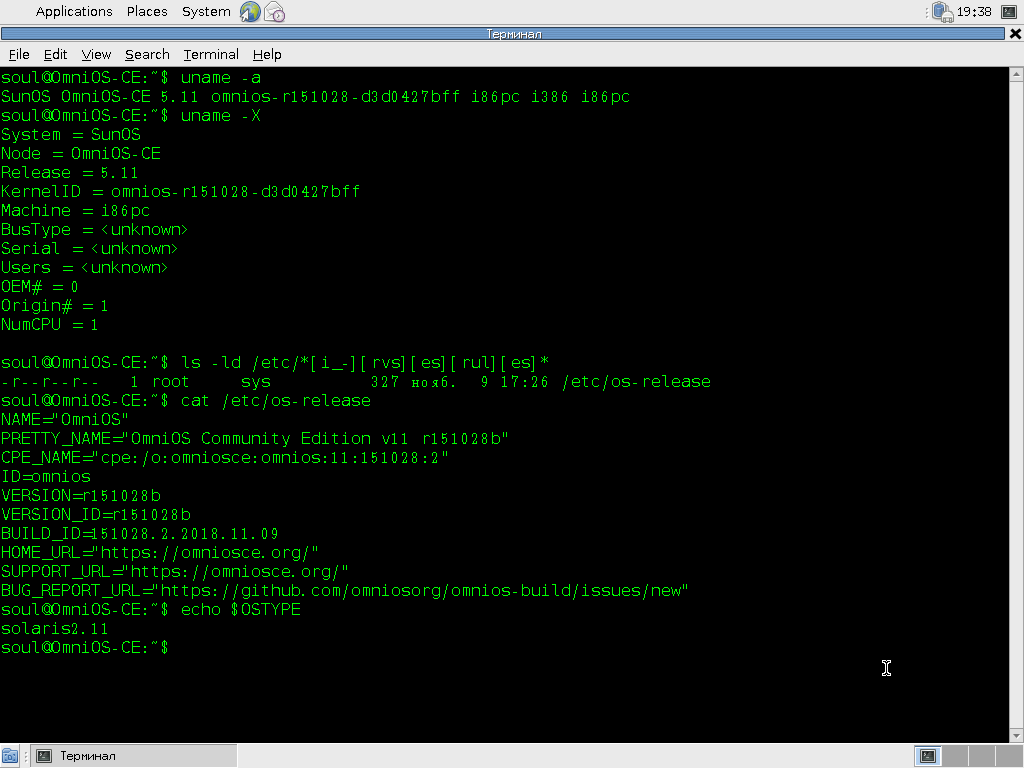 Applications Places System 19:38
Терминал
File Edit View Search Terminal Help
soul@OmniOS-CE:~$ uname -a
SunOS OmniOS-CE 5.11 omnios-r151028-d3d0427bff i86pc i386 i86pc
soul@OmniOS-CE:~$ uname -X
System = SunOS
Node = OmniOS-CE
Release = 5.11
KernelID = omnios-r151028-d3d0427bff
Machine = i86pc
BusType = <unknown>
Serial = <unknown>
Users = <unknown>
OEM# = 0
Origin# = 1
NumCPU = 1
soul@OmniOS-CE:~$ ls -ld /etc/*[i_-][rvs][es][rul][es]*
-r--r--r-- 1 root sys 327 нояб. 9 17:26 /etc/os-release
soul@OmniOS-CE:~$ cat /etc/os-release
NAME="OmniOS"
PRETTY_NAME="OmniOS Community Edition v11 r151028b"
CPE_NAME="cpe:/o:omniosce:omnios:11:151028:2"
ID=omnios
VERSION=r151028b
VERSION_ID=r151028b
BUILD_ID=151028.2.2018.11.09
HOME_URL="https://omniosce.org/"
SUPPORT_URL="https://omniosce.org/"
BUG_REPORT_URL="https://github.com/omniosorg/omnios-build/issues/new"
soul@OmniOS-CE:~$ echo $OSTYPE
solaris2.11
soul@OmniOS-CE:~$
Терминал